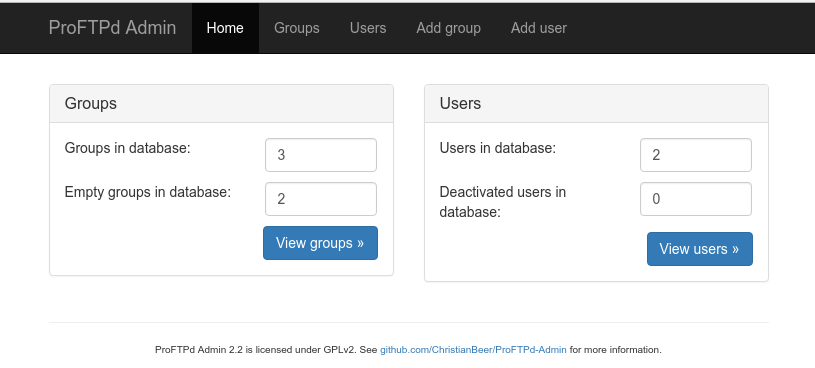 ProFTPd Admin Home Groups Users Add group Add user
Groups
Groups in database: 3
Empty groups in database: 2
View groups »
Users
Users in database: 2
Deactivated users in
database: 0
View users »
ProFTPd Admin 2.2 is licensed under GPLv2. See github.com/ChristianBeer/ProFTPd-Admin for more information.